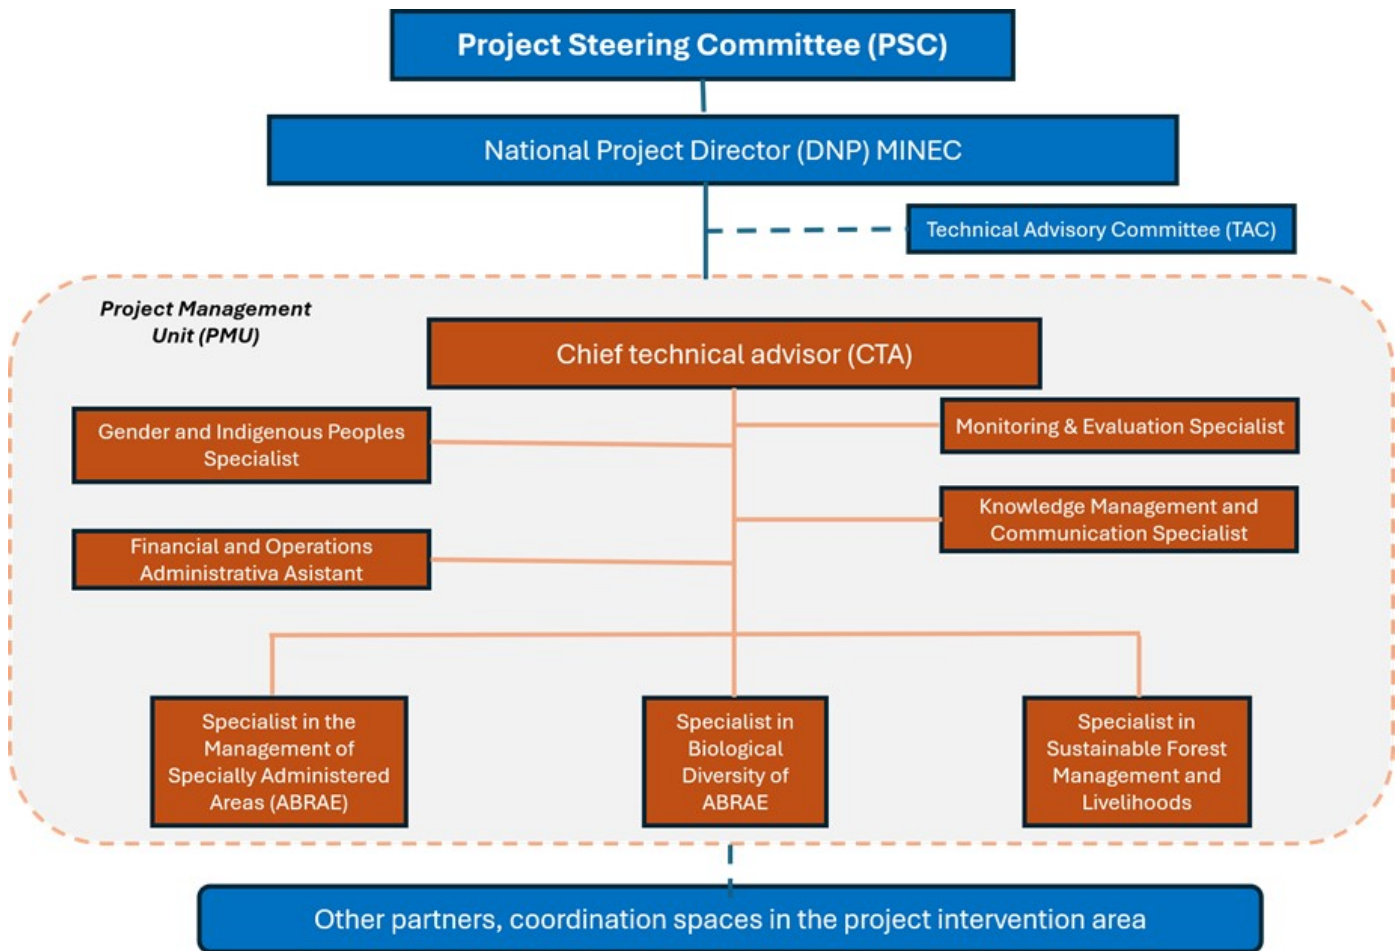 Project Steering Committee (PSC)
National Project Director (DNP) MINEC
Technical Advisory Committee (TAC)
Project Management
Unit (PMU)
Chief technical advisor (CTA)
Gender and Indigenous Peoples
Specialist
Monitoring & Evaluation Specialist
Knowledge Management and
Communication Specialist
Financial and Operations
Administrativa Asistant
Specialist in the
Management of
Specially Administered
Areas (ABRAE)
Specialist in
Biological
Diversity of
ABRAE
Specialist in
Sustainable Forest
Management and
Livelihoods
Other partners, coordination spaces in the project intervention area